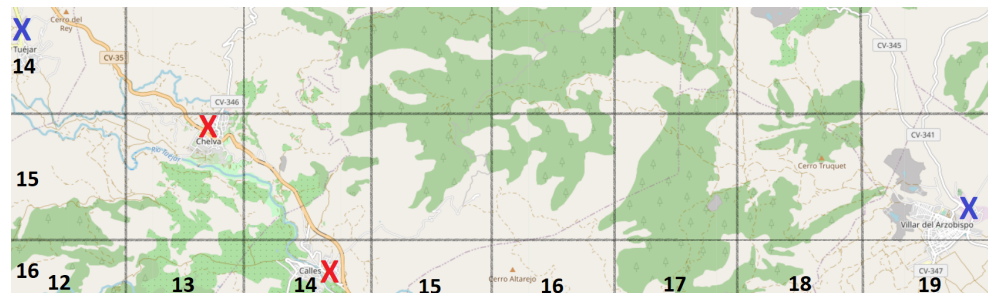 Cerro del
Rey
X
Tuéjar
14
CV-35
CV-345
CV-346
X
Chelva
CV-341
Río Tuéjar
Cerro Truquet
15
X
Villar del Arzobispo
16
12
13
Calles
14
X
15
Cerro Altarejo
16
17
18
19
CV-347